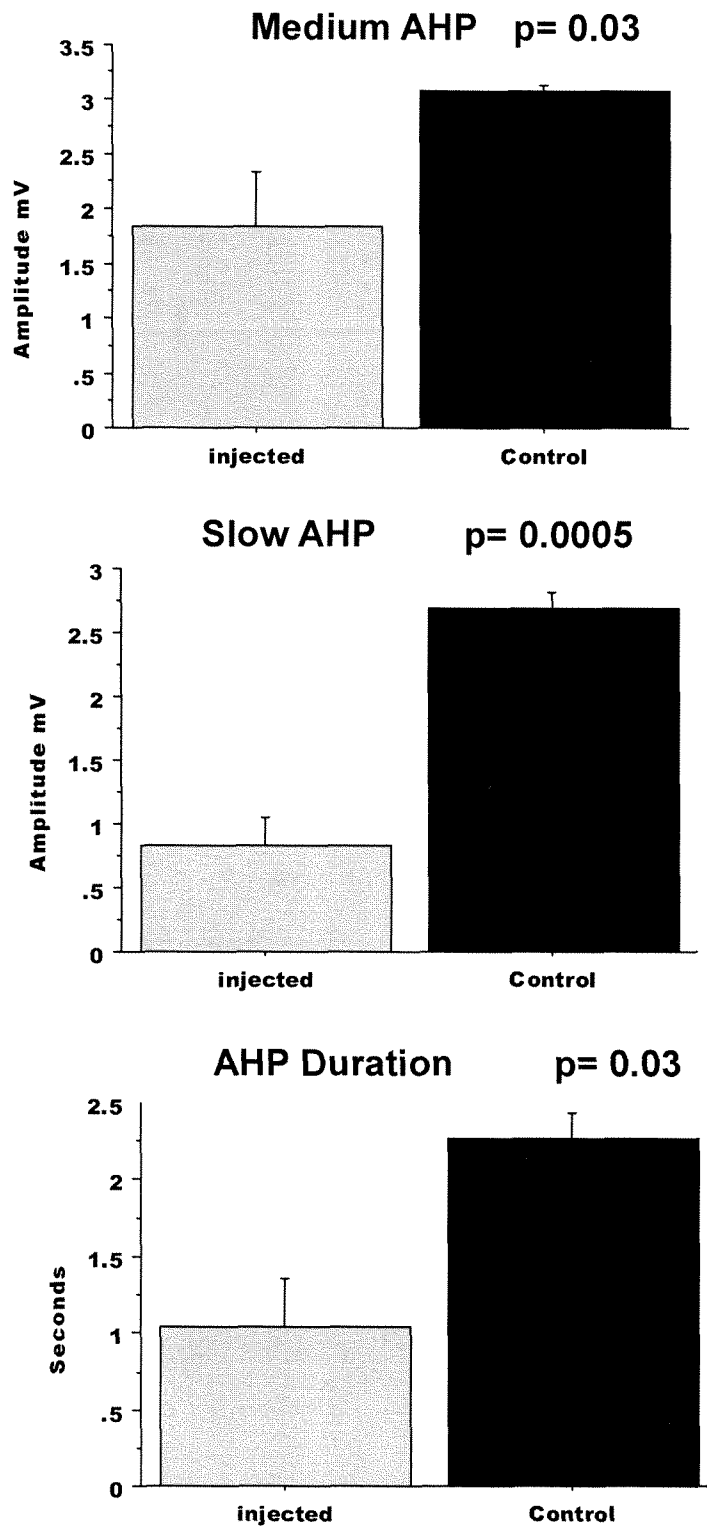 Medium AHP p= 0.03
3.5
3
2.5
2
1.5
1
.5
0
Amplitude mV
injected Control
Slow AHP p= 0.0005
3
2.5
2
1.5
1
.5
0
Amplitude mV
injected Control
AHP Duration p= 0.03
2.5
2
1.5
1
.5
0
Seconds
injected Control